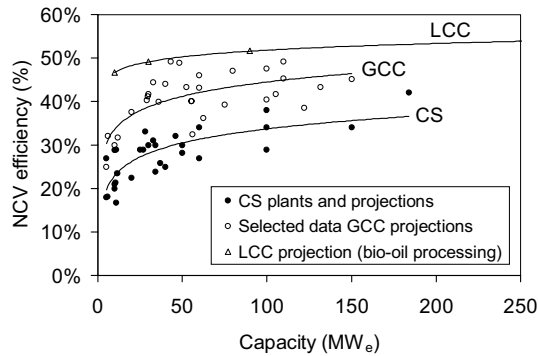 60%
50%
40%
30%
20%
10%
0%
NCV efficiency (%)
LCC
GCC
CS
CS plants and projections
Selected data GCC projections
LCC projection (bio-oil processing)
0 50 100 150 200 250
Capacity (MWe)